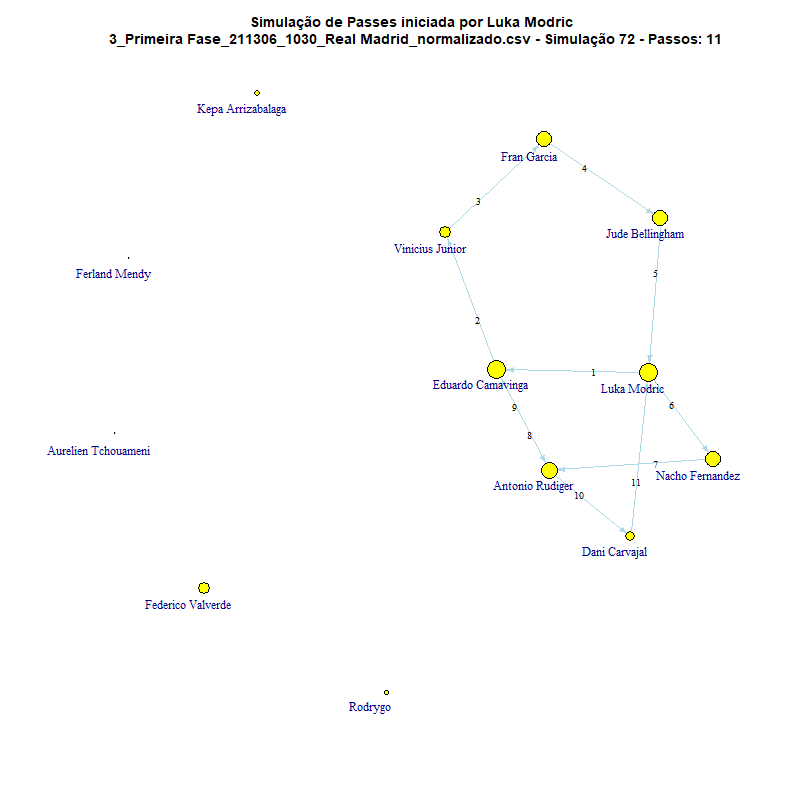 Simulação de Passes iniciada por Luka Modric
3_Primeira Fase_211306_1030_Real Madrid_normalizado.csv - Simulação 72 - Passos: 11
Kepa Arrizabalaga
Fran Garcia
4
3
Jude Bellingham
Vinicius Junior
Ferland Mendy
5
2
1
Eduardo Camavinga
Luka Modric
6
9
8
Aurelien Tchouameni
7
Nacho Fernandez
11
Antonio Rudiger
10
Dani Carvajal
Federico Valverde
Rodrygo